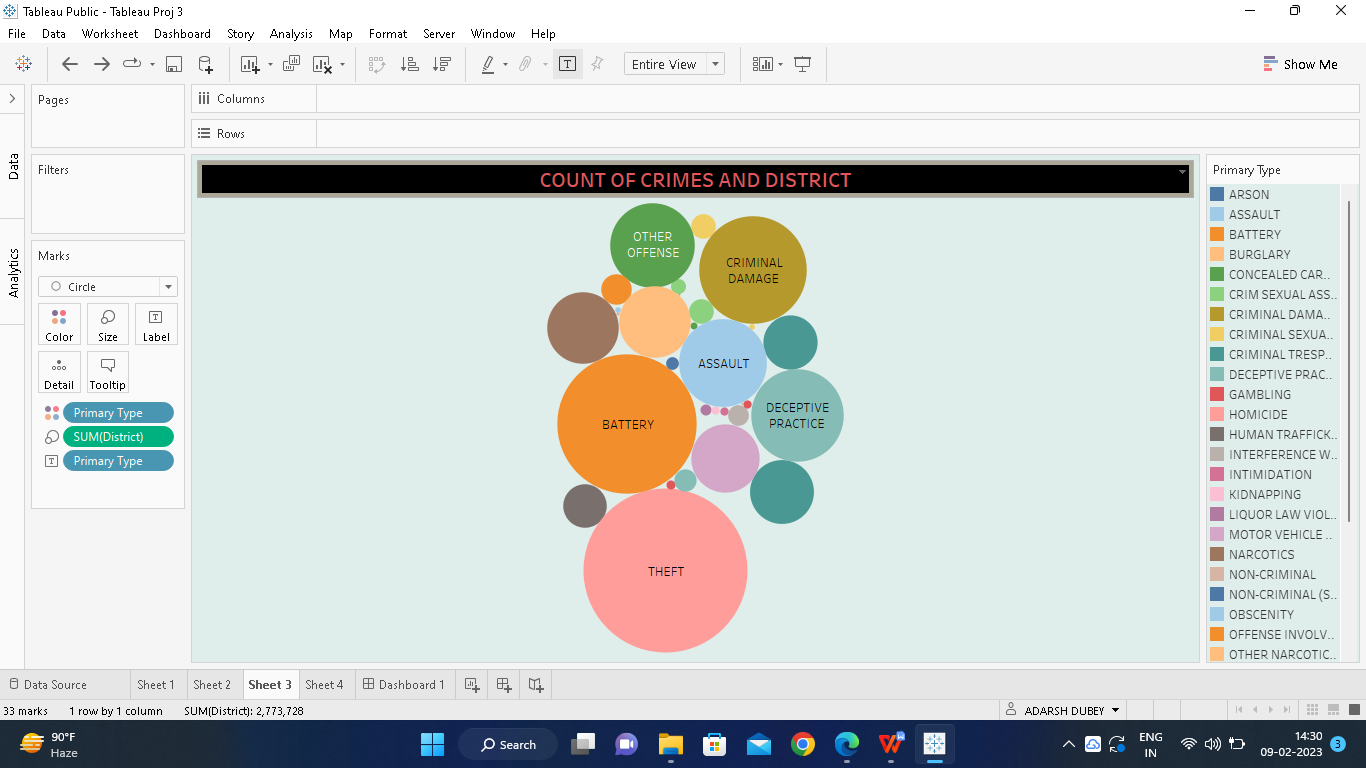 Tableau Public - Tableau Proj 3
File Data Worksheet Dashboard Story Analysis Map Format Server Window Help
Entire View
Show Me
Pages
Columns
Rows
Data
Analytics
Filters
Marks
Circle
Color Size Label
Detail Tooltip
Primary Type
SUM(District)
Primary Type
COUNT OF CRIMES AND DISTRICT
OTHER
OFFENSE
CRIMINAL
DAMAGE
ASSAULT
DECEPTIVE
PRACTICE
BATTERY
THEFT
Primary Type
ARSON
ASSAULT
BATTERY
BURGLARY
CONCEALED CAR..
CRIM SEXUAL ASS..
CRIMINAL DAMA..
CRIMINAL SEXUA..
CRIMINAL TRESP..
DECEPTIVE PRAC..
GAMBLING
HOMICIDE
HUMAN TRAFFICK..
INTERFERENCE W..
INTIMIDATION
KIDNAPPING
LIQUOR LAW VIOL..
MOTOR VEHICLE ..
NARCOTICS
NON-CRIMINAL
NON-CRIMINAL (S..
OBSCENITY
OFFENSE INVOLV..
OTHER NARCOTIC..
Data Source Sheet 1 Sheet 2 Sheet 3 Sheet 4 Dashboard 1
33 marks 1 row by 1 column SUM(District): 2,773,728 ADARSH DUBEY
90°F
Haze
Search
ENG
IN
14:30
09-02-2023
3